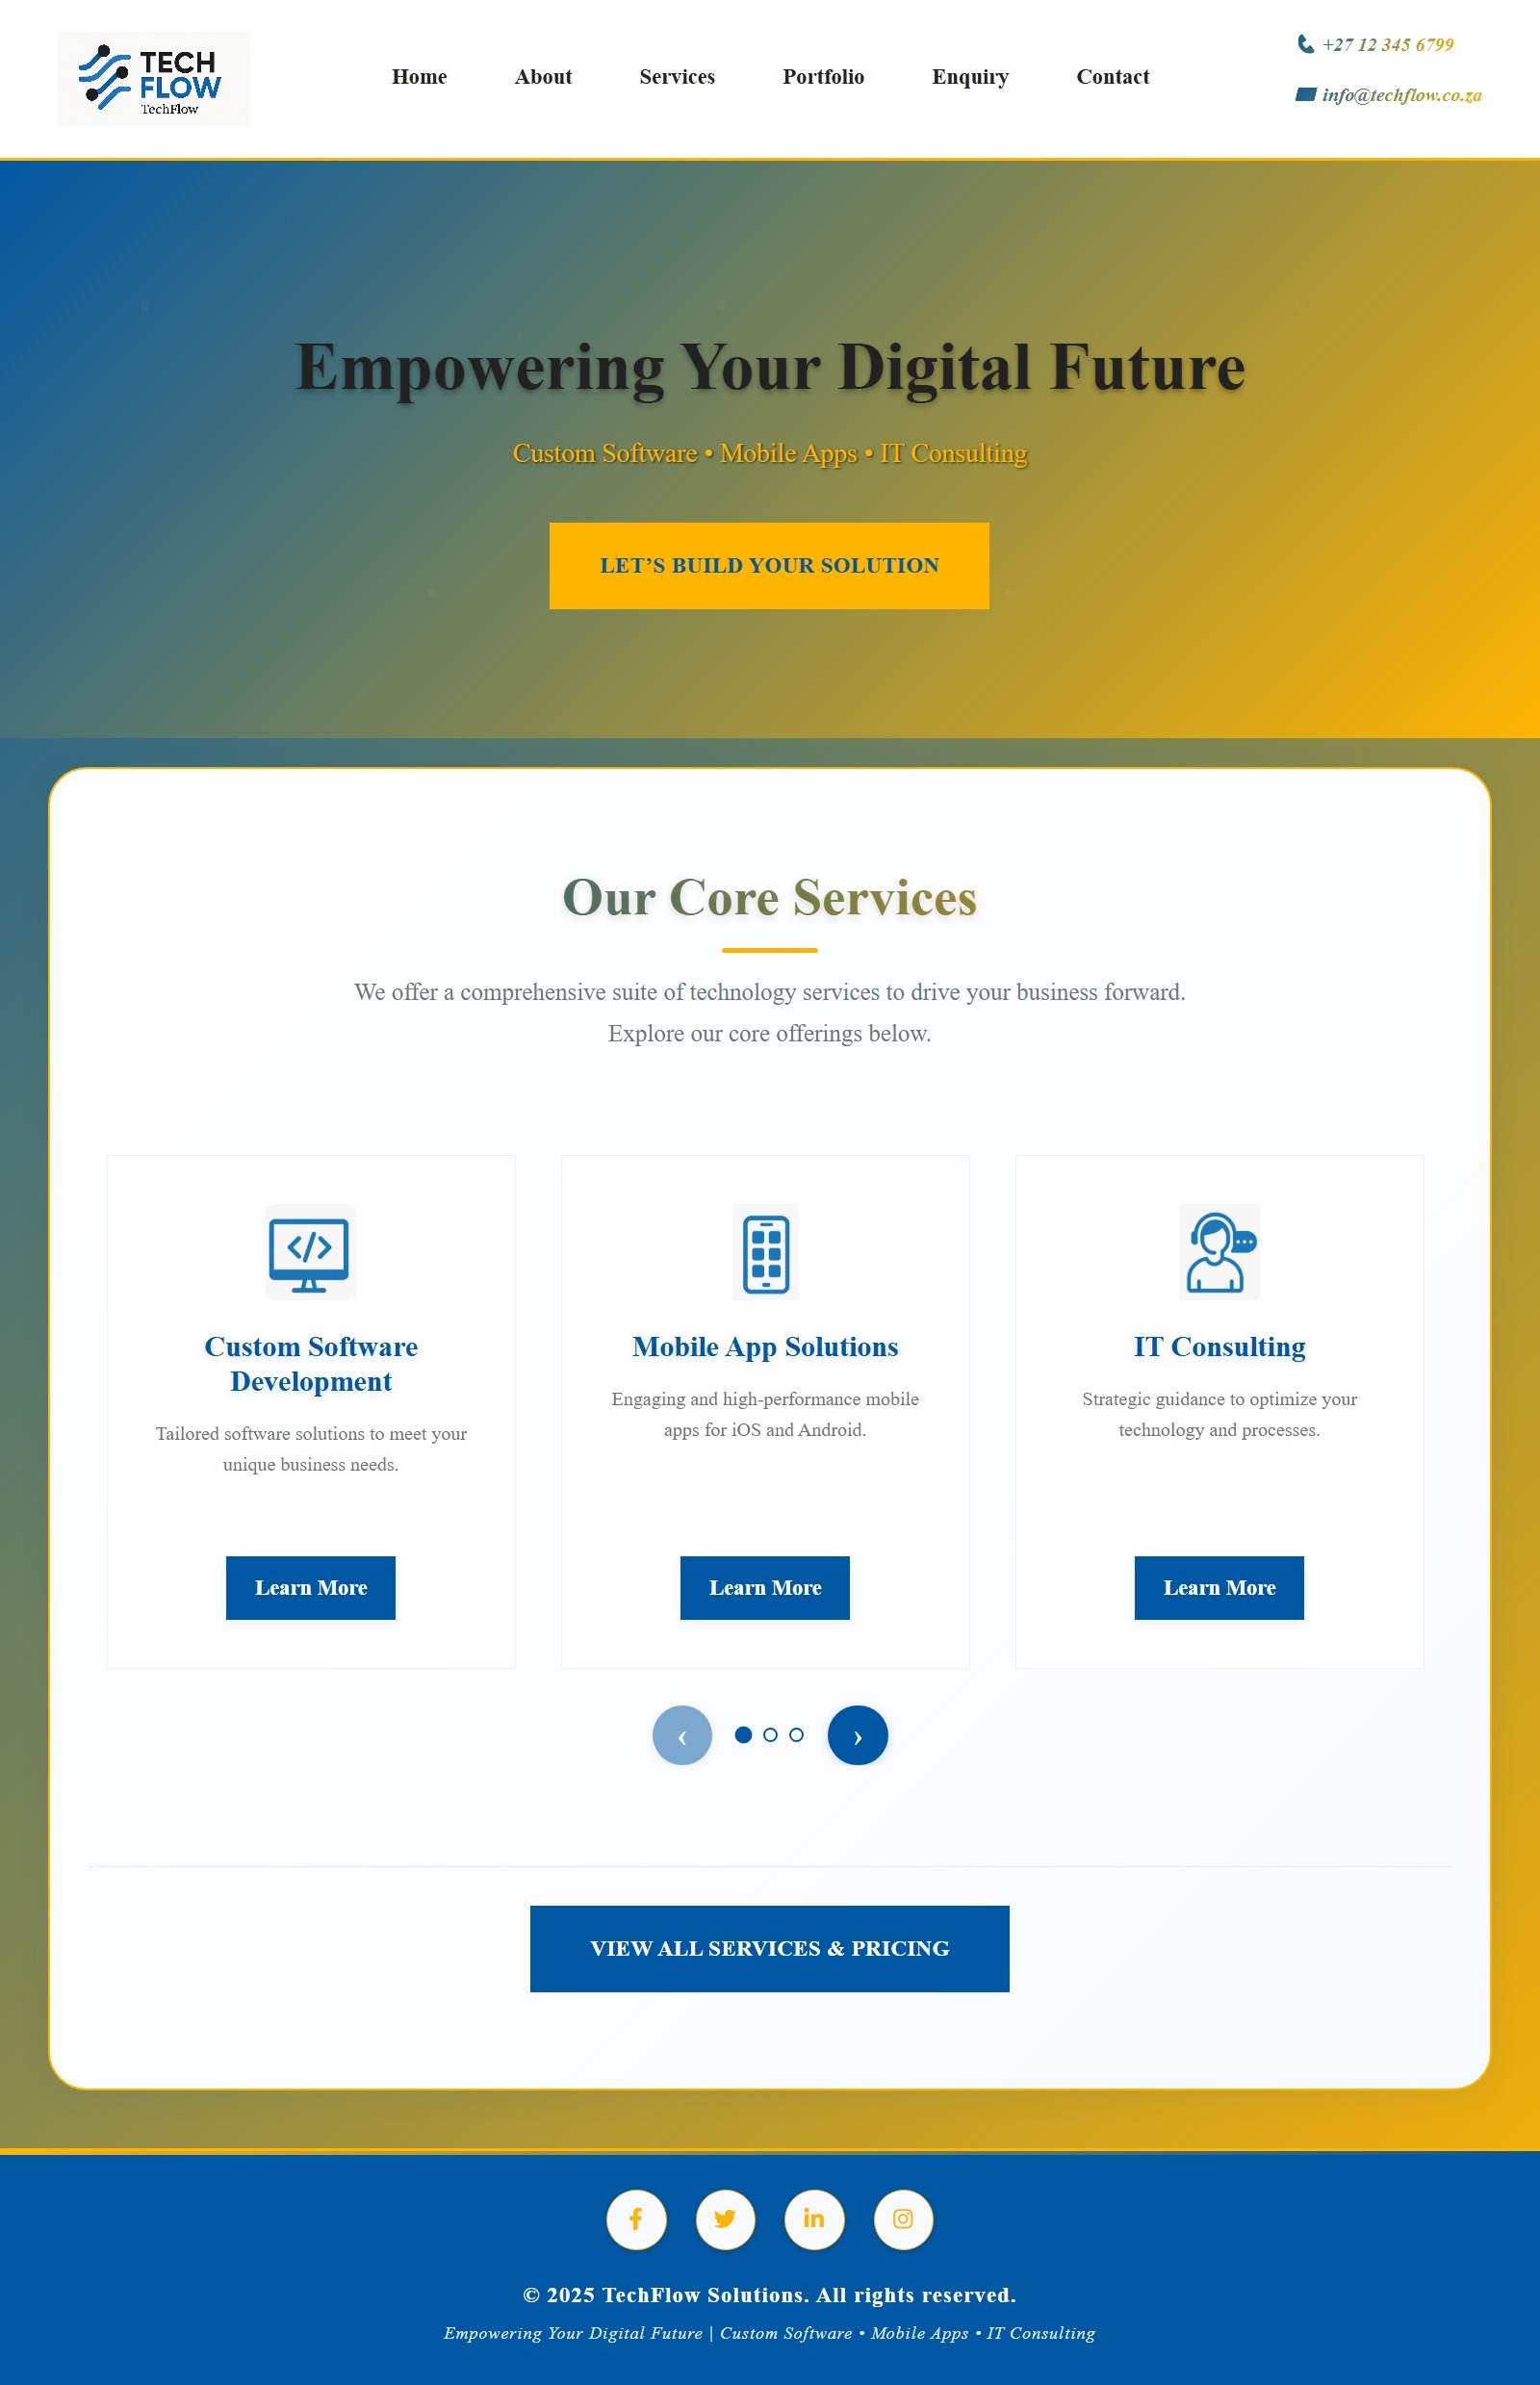 TECH
FLOW
TechFlow
Home About Services Portfolio Enquiry Contact
+27 12 345 6799
info@techflow.co.za
Empowering Your Digital Future
Custom Software • Mobile Apps • IT Consulting
LET’S BUILD YOUR SOLUTION
Our Core Services
We offer a comprehensive suite of technology services to drive your business forward.
Explore our core offerings below.
Custom Software
Development
Tailored software solutions to meet your
unique business needs.
Learn More
Mobile App Solutions
Engaging and high-performance mobile
apps for iOS and Android.
Learn More
IT Consulting
Strategic guidance to optimize your
technology and processes.
Learn More
‹ ›
VIEW ALL SERVICES & PRICING
© 2025 TechFlow Solutions. All rights reserved.
Empowering Your Digital Future | Custom Software • Mobile Apps • IT Consulting